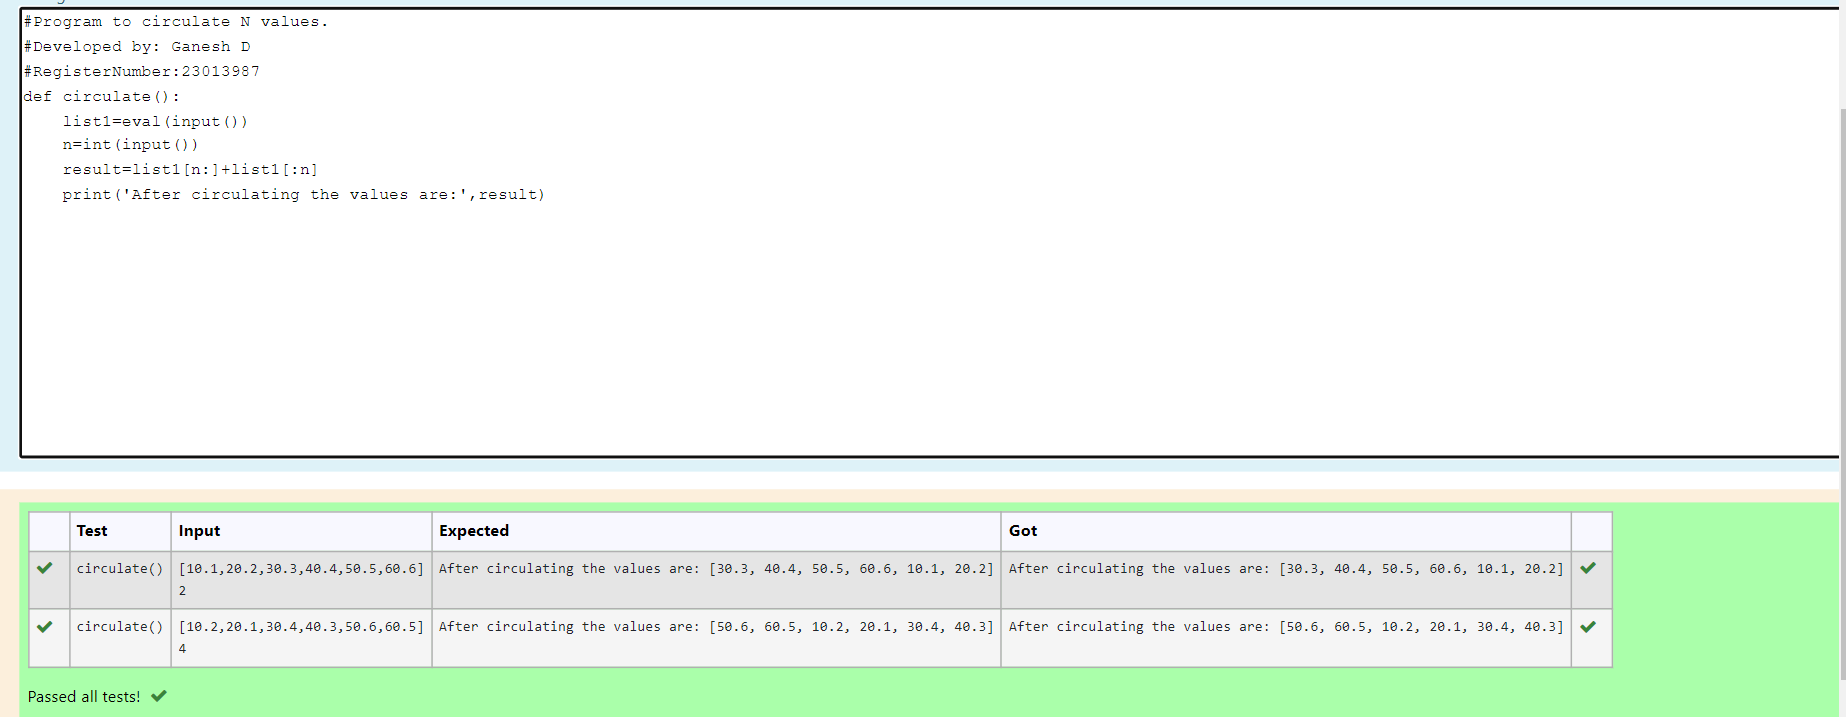 #Program to circulate N values.
#Developed by: Ganesh D
#RegisterNumber:23013987
def circulate():
    list1=eval(input())
    n=int(input())
    result=list1[n:]+list1[:n]
    print('After circulating the values are:',result)
Test Input Expected Got
circulate() [10.1,20.2,30.3,40.4,50.5,60.6] After circulating the values are: [30.3, 40.4, 50.5, 60.6, 10.1, 20.2] After circulating the values are: [30.3, 40.4, 50.5, 60.6, 10.1, 20.2]
2
circulate() [10.2,20.1,30.4,40.3,50.6,60.5] After circulating the values are: [50.6, 60.5, 10.2, 20.1, 30.4, 40.3] After circulating the values are: [50.6, 60.5, 10.2, 20.1, 30.4, 40.3]
4
Passed all tests!